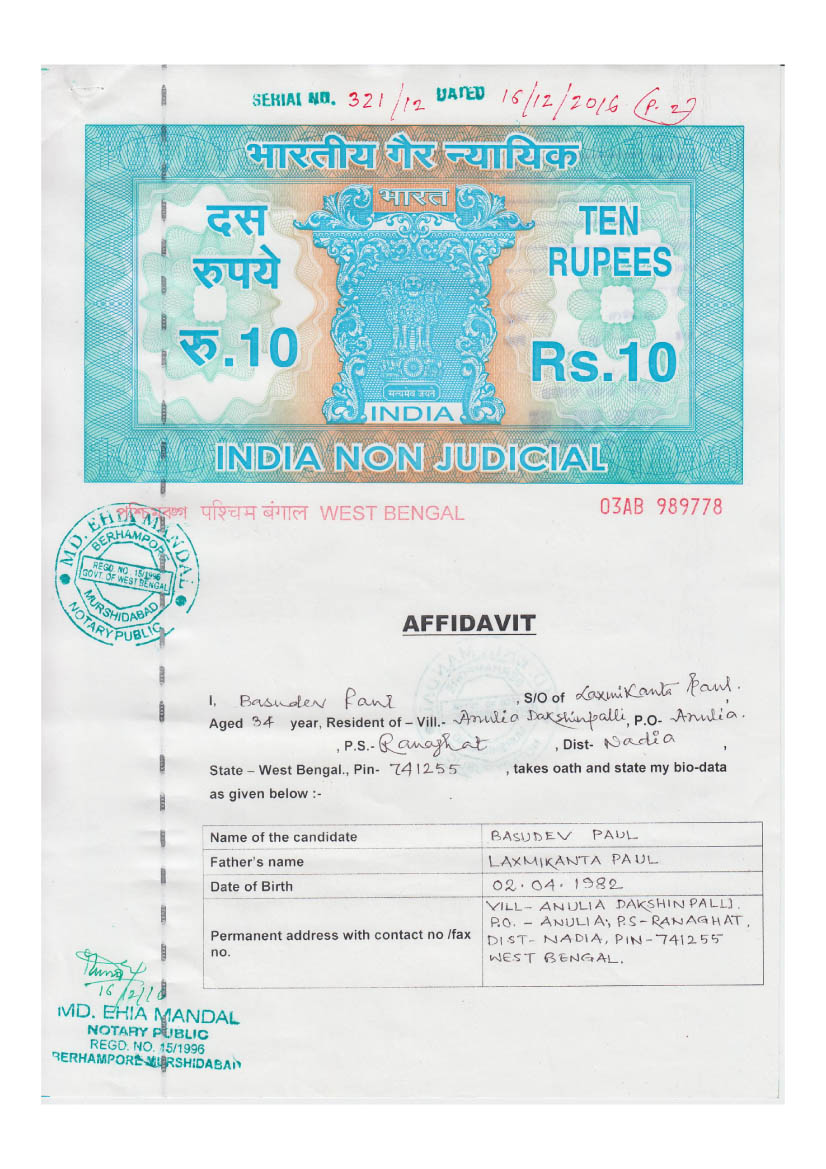 SERIAL NO. 321/12 DATED 16/12/2016 (P-2)
भारतीय गैर न्यायिक
भारत
दस
रुपये
रु.10
TEN
RUPEES
Rs.10
सत्यमेव जयते
INDIA
INDIA NON JUDICIAL
পশ্চিমবঙ্গ पश्चिम बंगाल WEST BENGAL
03AB 989778
MD. EHIA MANDAL
BERHAMPORE
REGD. NO. 15/1996
GOVT. OF WEST BENGAL
MURSHIDABAD
NOTARY PUBLIC
AFFIDAVIT
I, Basudev Paul , S/O of Laxmikanta Paul. ,
Aged 34 year, Resident of – Vill.- Anulia Dakshinpalli, P.O- Anulia.
, P.S.- Ranaghat , Dist- Nadia ,
State – West Bengal., Pin- 741255 , takes oath and state my bio-data
as given below :-
Name of the candidate BASUDEV PAUL
Father's name LAXMIKANTA PAUL
Date of Birth 02.04.1982
Permanent address with contact no /fax no.
VILL- ANULIA DAKSHINPALLI.
P.O. - ANULIA, P.S-RANAGHAT,
DIST- NADIA, PIN-741255
WEST BENGAL.
16/12/16
MD. EHIA MANDAL
NOTARY PUBLIC
REGD. NO. 15/1996
BERHAMPORE MURSHIDABAD